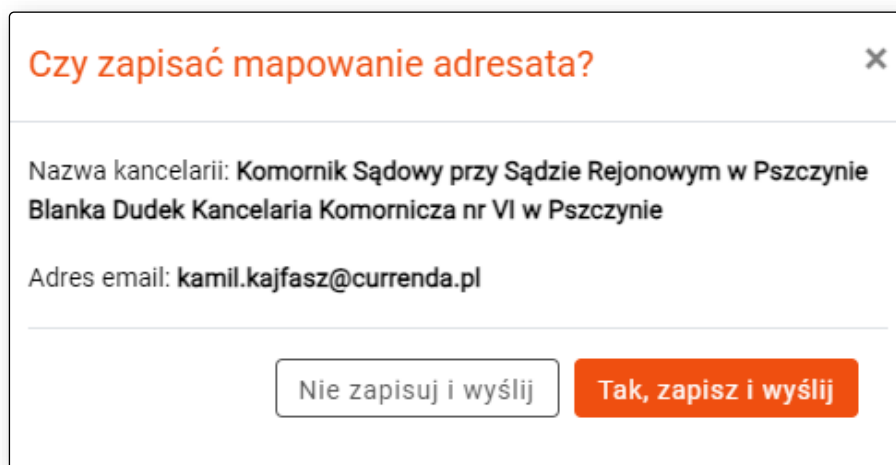 Czy zapisać mapowanie adresata?
×
Nazwa kancelarii: Komornik Sądowy przy Sądzie Rejonowym w Pszczynie
Blanka Dudek Kancelaria Komornicza nr VI w Pszczynie
Adres email: kamil.kajfasz@currenda.pl
Nie zapisuj i wyślij
Tak, zapisz i wyślij